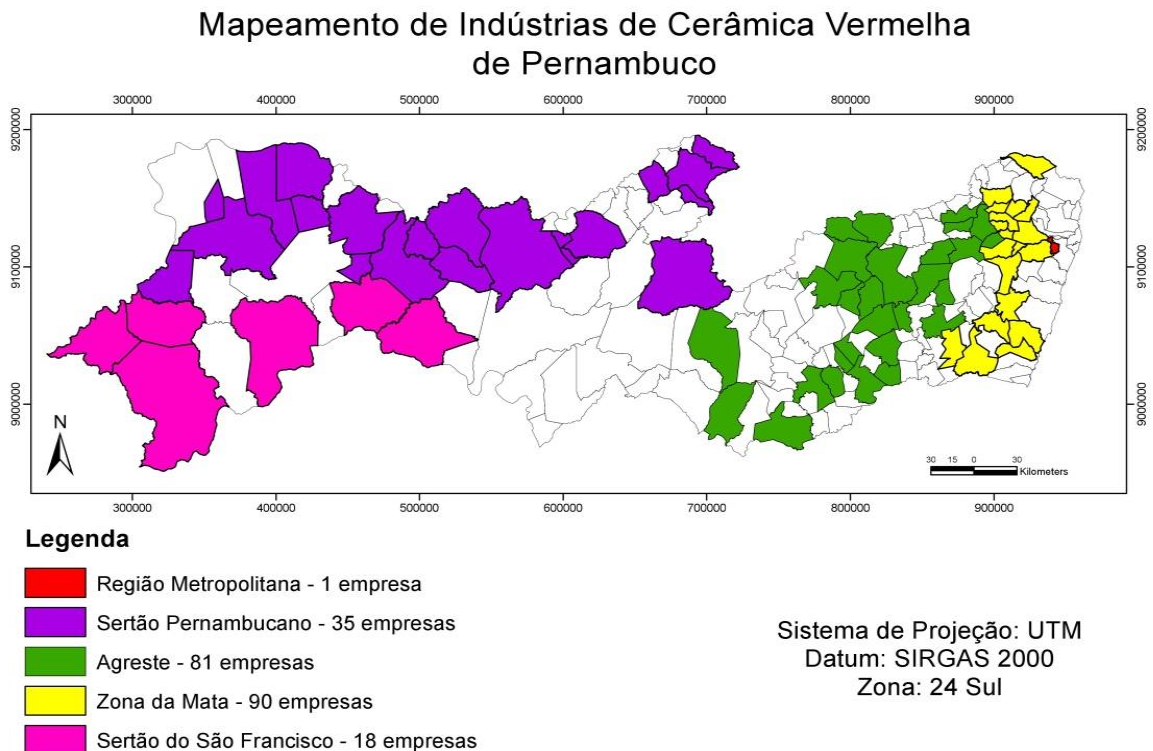 Mapeamento de Indústrias de Cerâmica Vermelha
de Pernambuco
300000 400000 500000 600000 700000 800000 900000
9200000 9200000
9100000 9100000
9000000 9000000
N
30 15 0 30
Kilometers
300000 400000 500000 600000 700000 800000 900000
Legenda
Região Metropolitana - 1 empresa
Sertão Pernambucano - 35 empresas
Agreste - 81 empresas
Zona da Mata - 90 empresas
Sertão do São Francisco - 18 empresas
Sistema de Projeção: UTM
Datum: SIRGAS 2000
Zona: 24 Sul